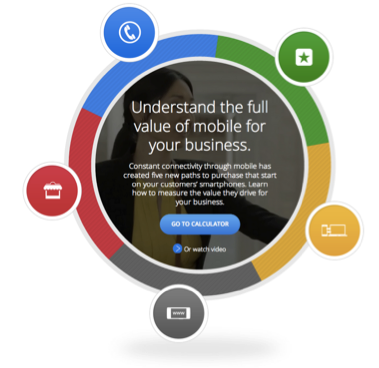 Understand the full
value of mobile for
your business.
Constant connectivity through mobile has
created five new paths to purchase that start
on your customers' smartphones. Learn
how to measure the value they drive for
your business.
GO TO CALCULATOR
Or watch video
www